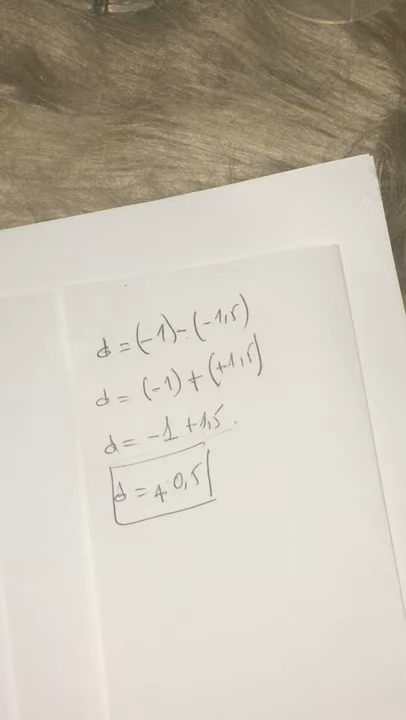 d = (-1) - (-1,5)
d = (-1) + (+1,5)
d = -1 + 1,5.
d = + 0,5